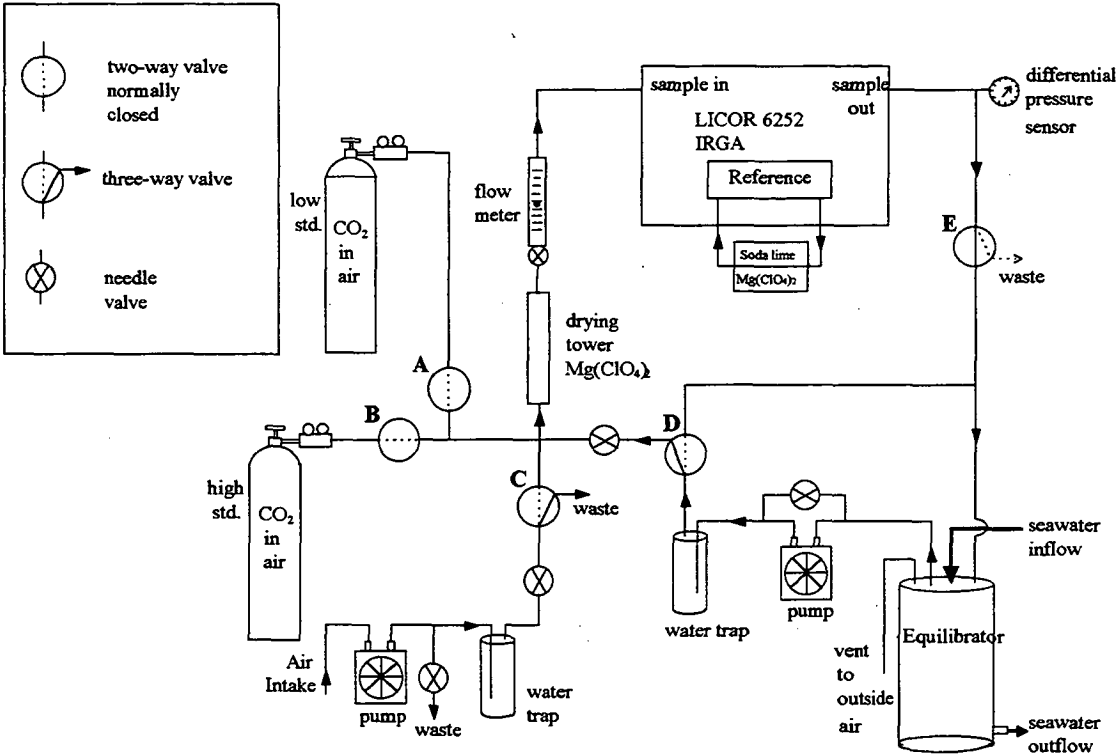 two-way valve
normally
closed
three-way valve
needle
valve
low
std.
CO2
in
air
flow
meter
sample in
sample
out
LICOR 6252
IRGA
Reference
Soda lime
Mg(ClO4)2
differential
pressure
sensor
E
waste
drying
tower
Mg(ClO4)2
A
B
D
high
std.
CO2
in
air
C
waste
seawater
inflow
pump
water trap
Equilibrator
vent
to
outside
air
Air
Intake
pump
waste
water
trap
seawater
outflow